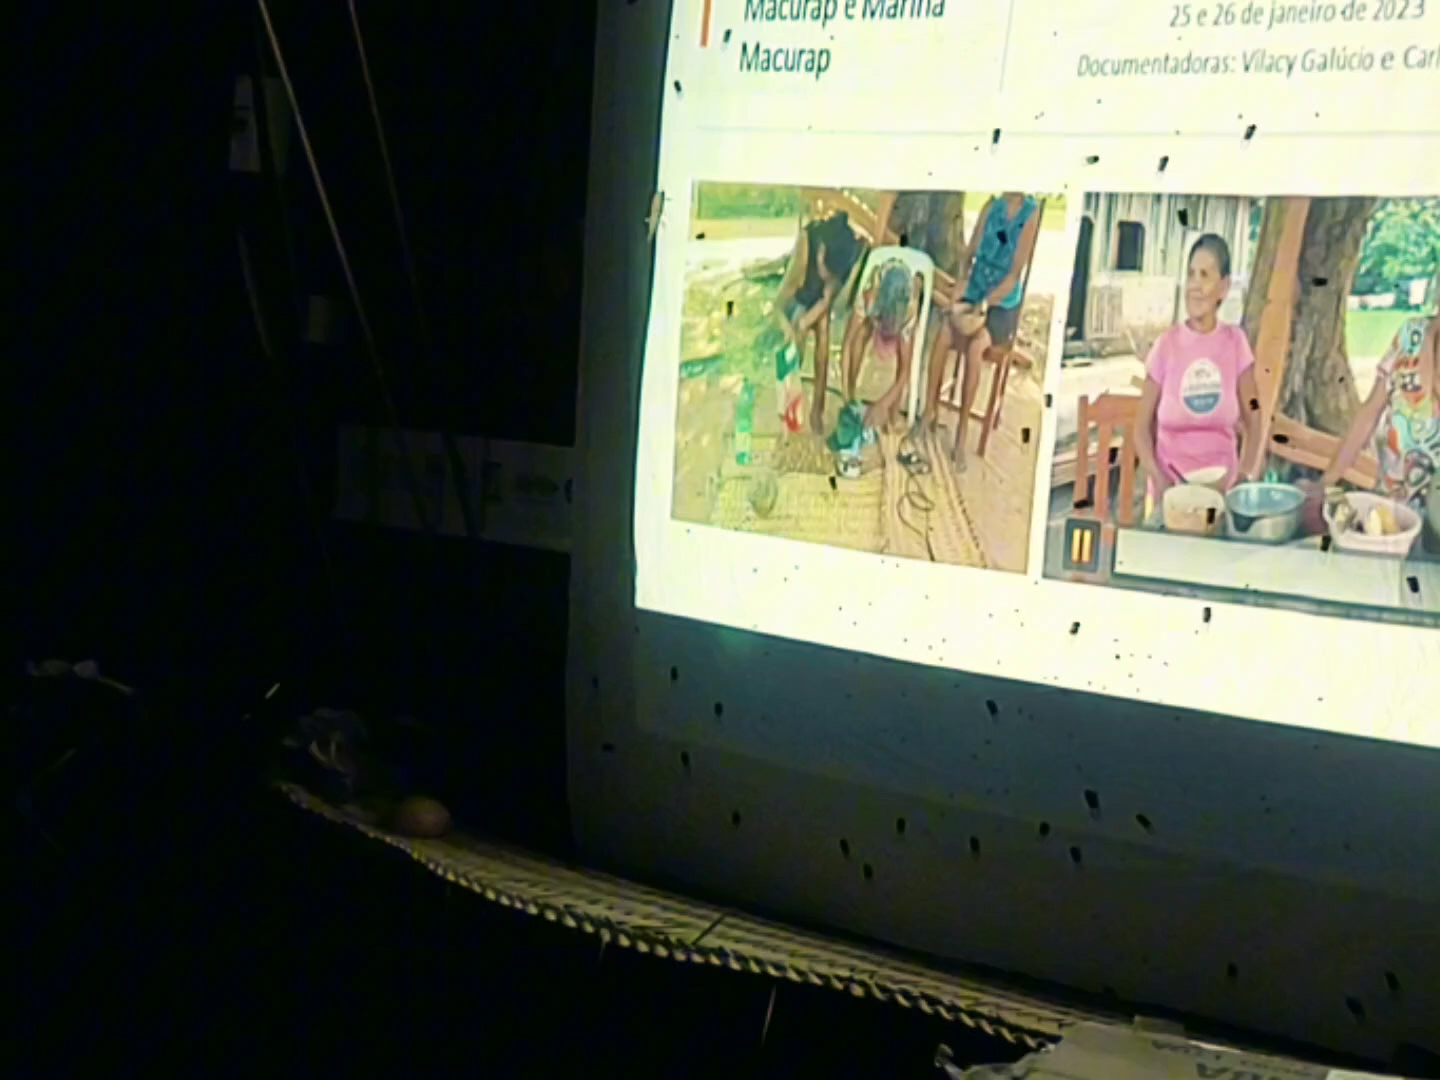 Macurap e Marina
Macurap
25 e 26 de janeiro de 2023
Documentadoras: Vilacy Galúcio e